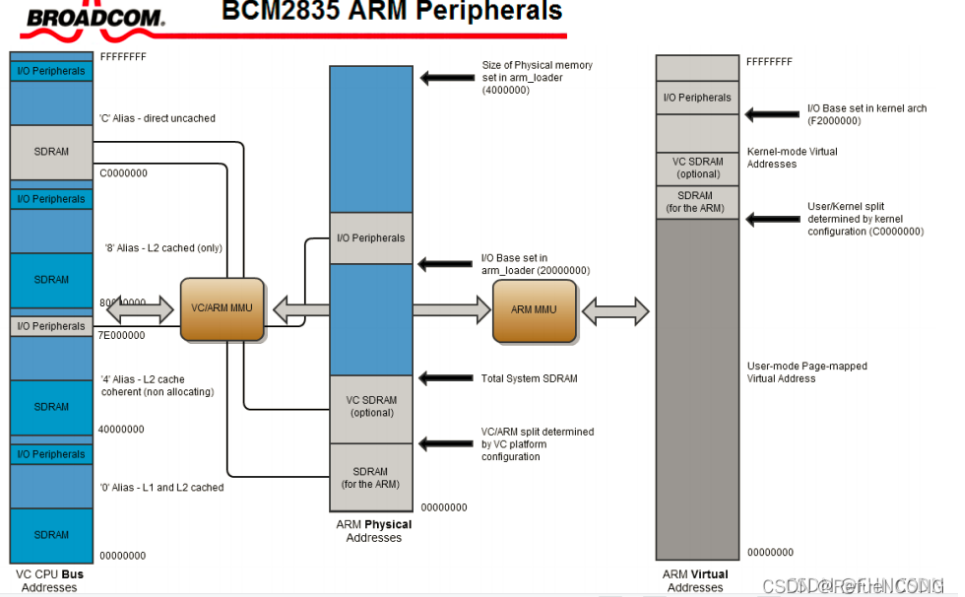 BROADCOM.
BCM2835 ARM Peripherals
FFFFFFFF
I/O Peripherals
'C' Alias - direct uncached
SDRAM
C0000000
I/O Peripherals
'8' Alias - L2 cached (only)
SDRAM
I/O Peripherals
7E000000
'4' Alias - L2 cache
coherent (non allocating)
SDRAM
40000000
I/O Peripherals
'0' Alias - L1 and L2 cached
SDRAM
00000000
VC CPU Bus
Addresses
VC/ARM MMU
Size of Physical memory
set in arm_loader
(4000000)
I/O Peripherals
I/O Base set in
arm_loader (20000000)
Total System SDRAM
VC SDRAM
(optional)
VC/ARM split determined
by VC platform
configuration
SDRAM
(for the ARM)
00000000
ARM Physical
Addresses
ARM MMU
FFFFFFFF
I/O Peripherals
I/O Base set in kernel arch
(F2000000)
Kernel-mode Virtual
Addresses
VC SDRAM
(optional)
SDRAM
(for the ARM)
User/Kernel split
determined by kernel
configuration (C0000000)
User-mode Page-mapped
Virtual Address
00000000
ARM Virtual
Addresses
CSDN